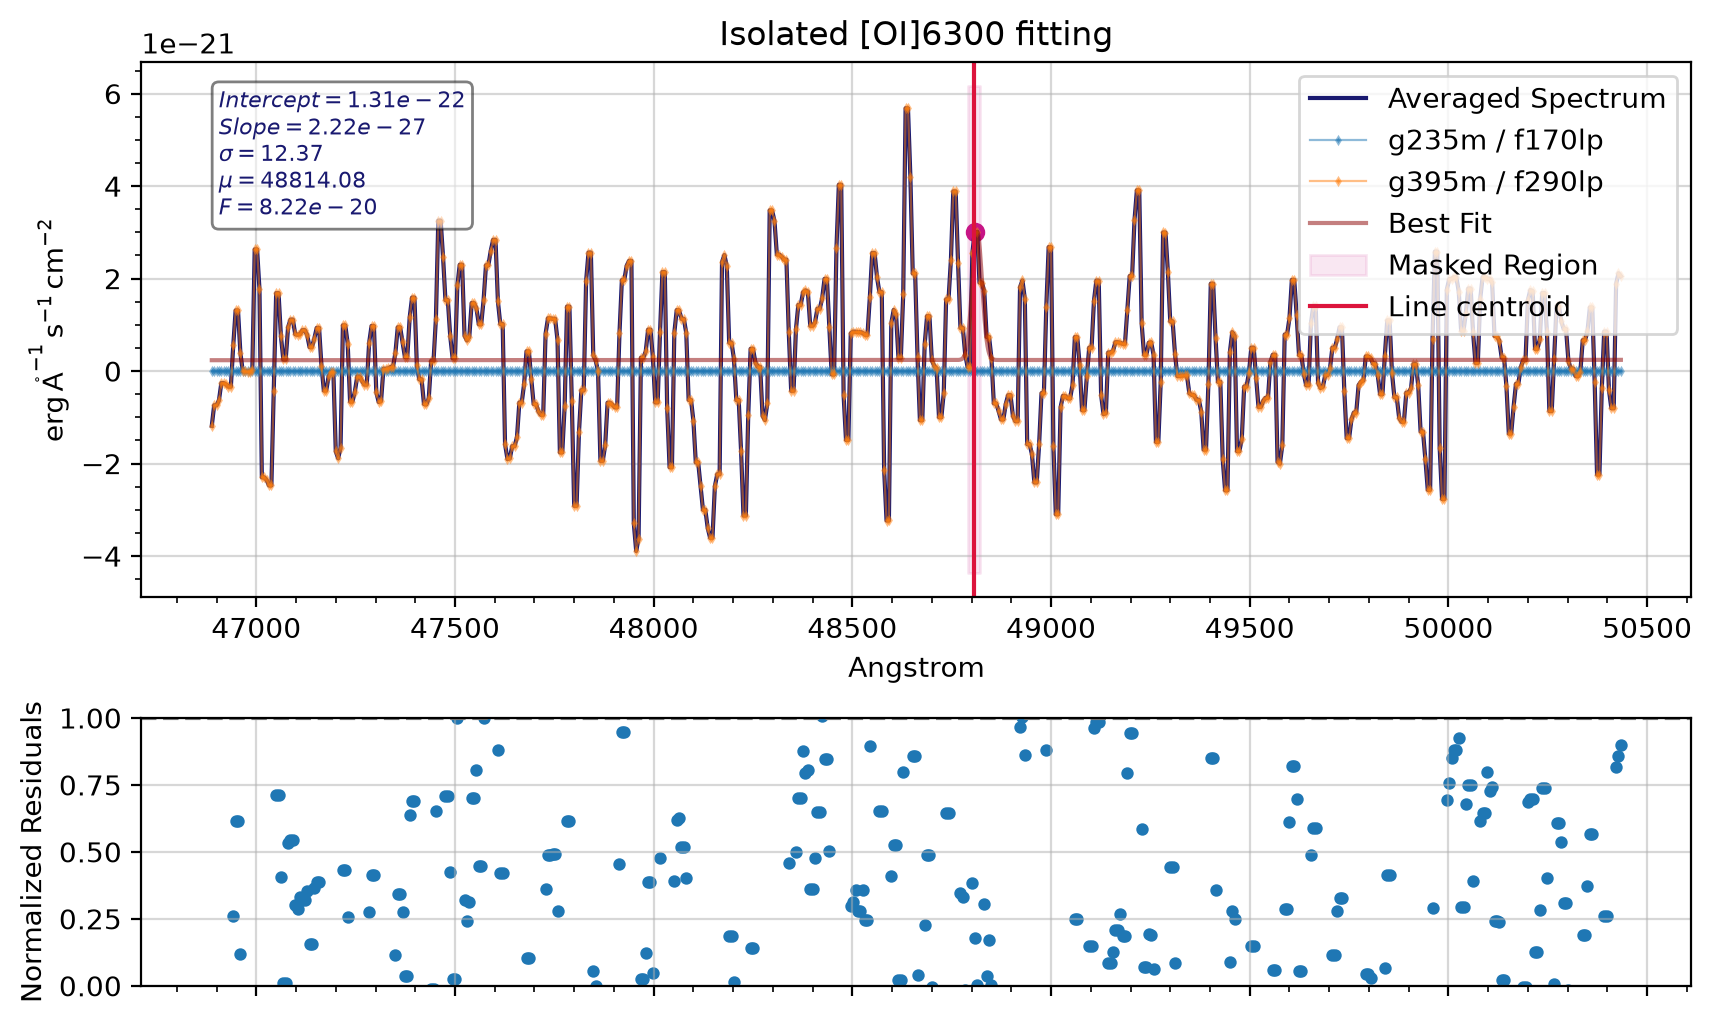 Isolated [OI]6300 fitting
1e−21
Intercept = 1.31e − 22
Slope = 2.22e − 27
σ = 12.37
μ = 48814.08
F = 8.22e − 20
Averaged Spectrum
g235m / f170lp
g395m / f290lp
Best Fit
Masked Region
Line centroid
erg Å⁻¹ s⁻¹ cm⁻²
6
4
2
0
−2
−4
47000 47500 48000 48500 49000 49500 50000 50500
Angstrom
Normalized Residuals
1.00
0.75
0.50
0.25
0.00